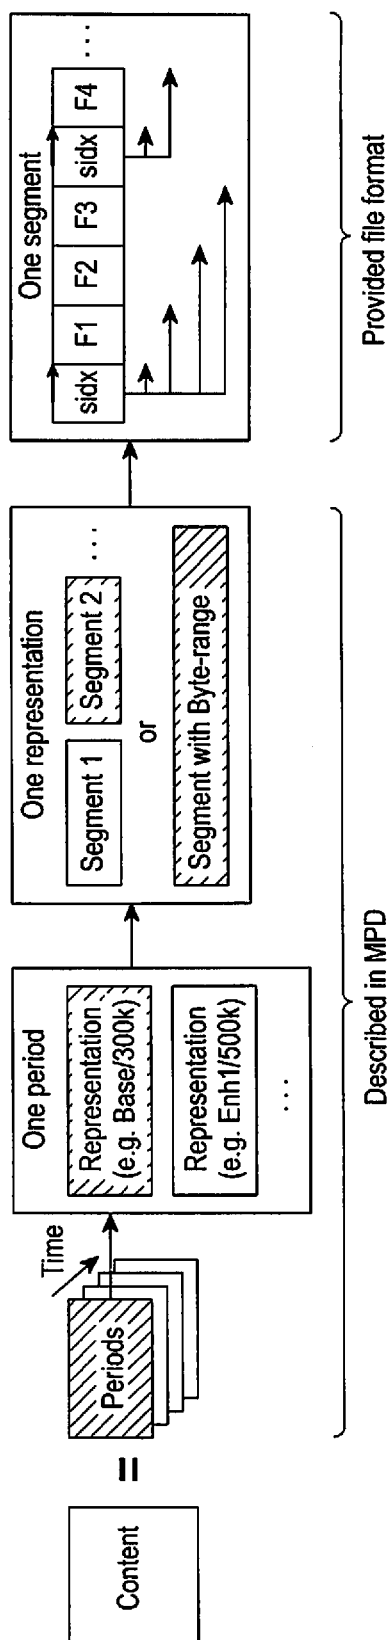 Content
=
Periods
Time
One period
Representation
(e.g. Base/300k)
Representation
(e.g. Enh1/500k)
...
One representation
Segment 1
Segment 2
...
or
Segment with Byte-range
One segment
sidx
F1
F2
F3
sidx
F4
...
Described in MPD
Provided file format